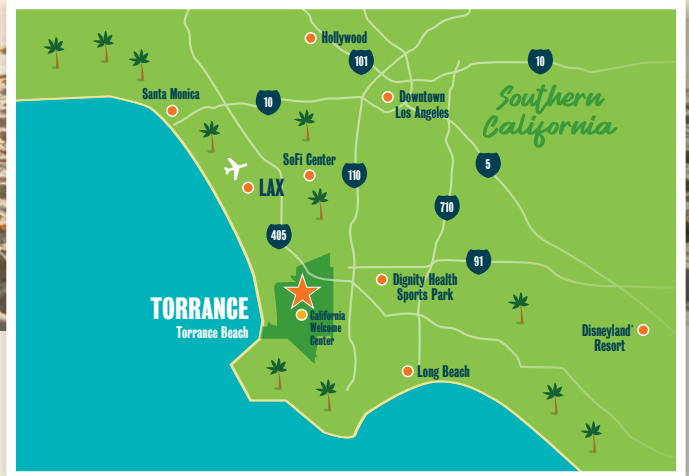 Hollywood
101
10
Santa Monica
10
Downtown
Los Angeles
Southern
California
SoFi Center
5
LAX
110
710
405
91
Dignity Health
Sports Park
TORRANCE
Torrance Beach
California
Welcome
Center
Disneyland®
Resort
Long Beach